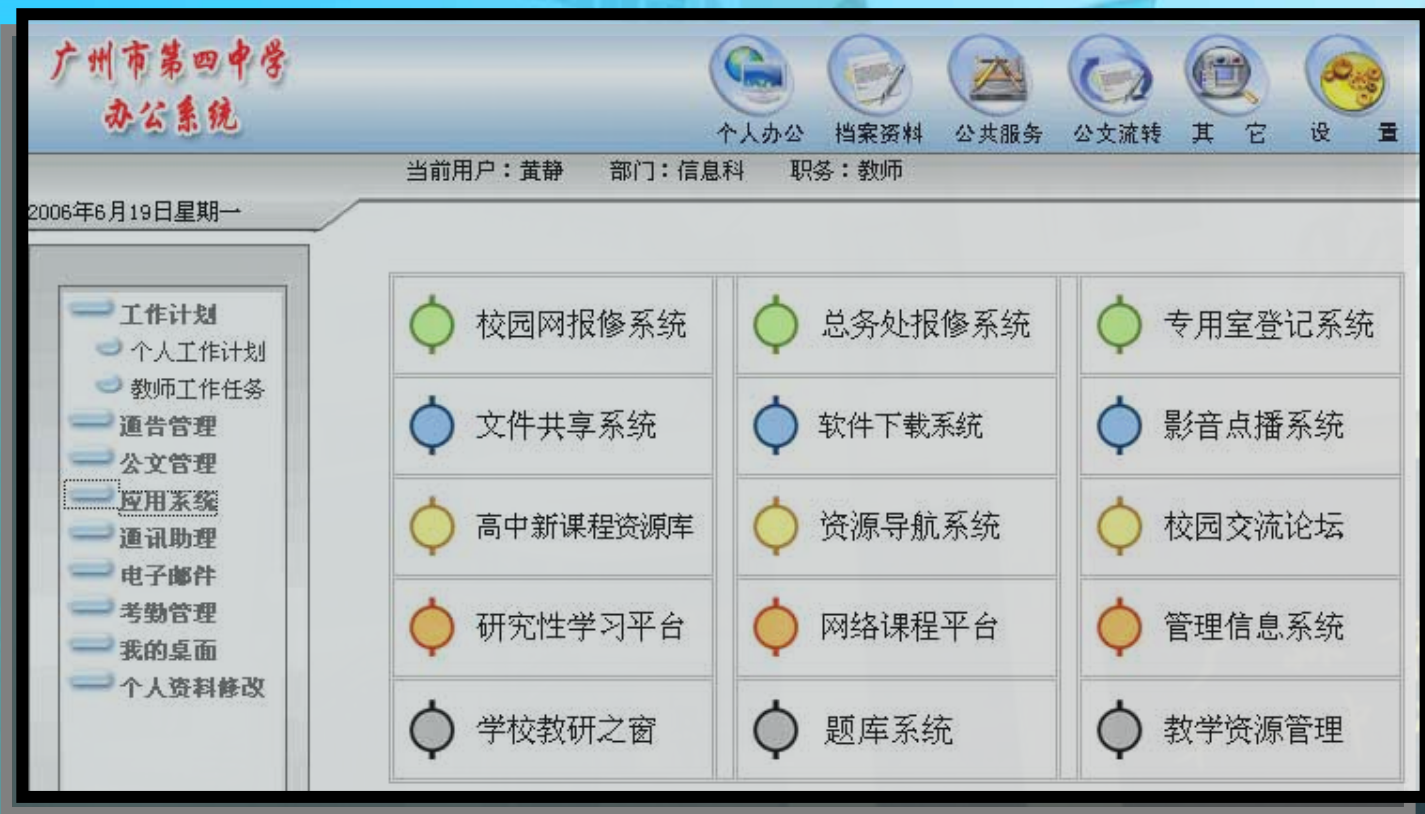 广州市第四中学
办公系统
个人办公 挡案资料 公共服务 公文流转 其它 设置
当前用户：黄静 部门：信息科 职务：教师
2006年6月19日星期一
工作计划
个人工作计划
教师工作任务
通告管理
公文管理
应用系统
通讯助理
电子邮件
考勤管理
我的桌面
个人资料修改
校园网报修系统 总务处报修系统 专用室登记系统
文件共享系统 软件下载系统 影音点播系统
高中新课程资源库 资源导航系统 校园交流论坛
研究性学习平台 网络课程平台 管理信息系统
学校教研之窗 题库系统 教学资源管理